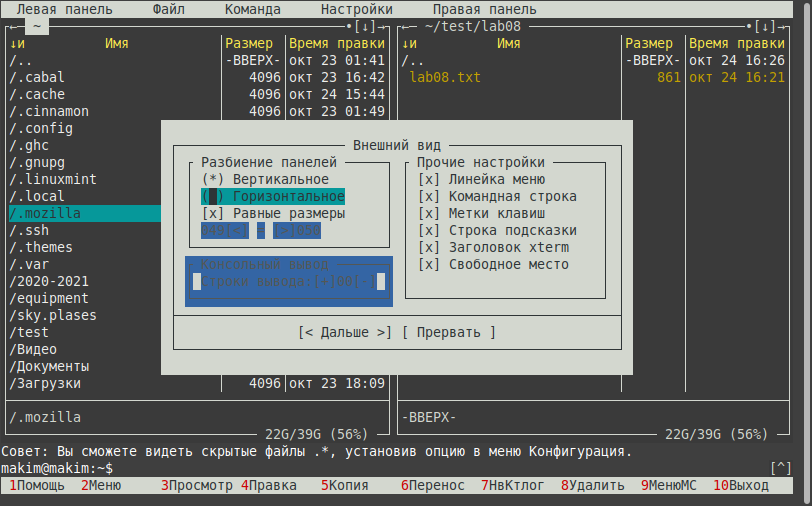 Левая панель Файл Команда Настройки Правая панель
←─ ~ •[↓]→ ←─ ~/test/lab08 •[↓]→
↓и Имя Размер Время правки ↓и Имя Размер Время правки
/.. -ВВЕРХ- окт 23 01:41 /.. -ВВЕРХ- окт 24 16:26
/.cabal 4096 окт 23 16:42 lab08.txt 861 окт 24 16:21
/.cache 4096 окт 24 15:44
/.cinnamon 4096 окт 23 01:49
/.config
/.ghc
/.gnupg
/.linuxmint
/.local
/.mozilla
/.ssh
/.themes
/.var
/2020-2021
/equipment
/sky.plases
/test
/Видео
/Документы
/Загрузки 4096 окт 23 18:09
Внешний вид
Разбиение панелей
(*) Вертикальное
( ) Горизонтальное
[x] Равные размеры
Консольный вывод
Строки вывода:[+]00[-]
Прочие настройки
[x] Линейка меню
[x] Командная строка
[x] Метки клавиш
[x] Строка подсказки
[x] Заголовок xterm
[x] Свободное место
[< Дальше >] [ Прервать ]
/.mozilla -ВВЕРХ-
22G/39G (56%) 22G/39G (56%)
Совет: Вы сможете видеть скрытые файлы .*, установив опцию в меню Конфигурация.
makim@makim:~$ [^]
1Помощь 2Меню 3Просмотр 4Правка 5Копия 6Перенос 7НвКтлог 8Удалить 9МенюMC 10Выход